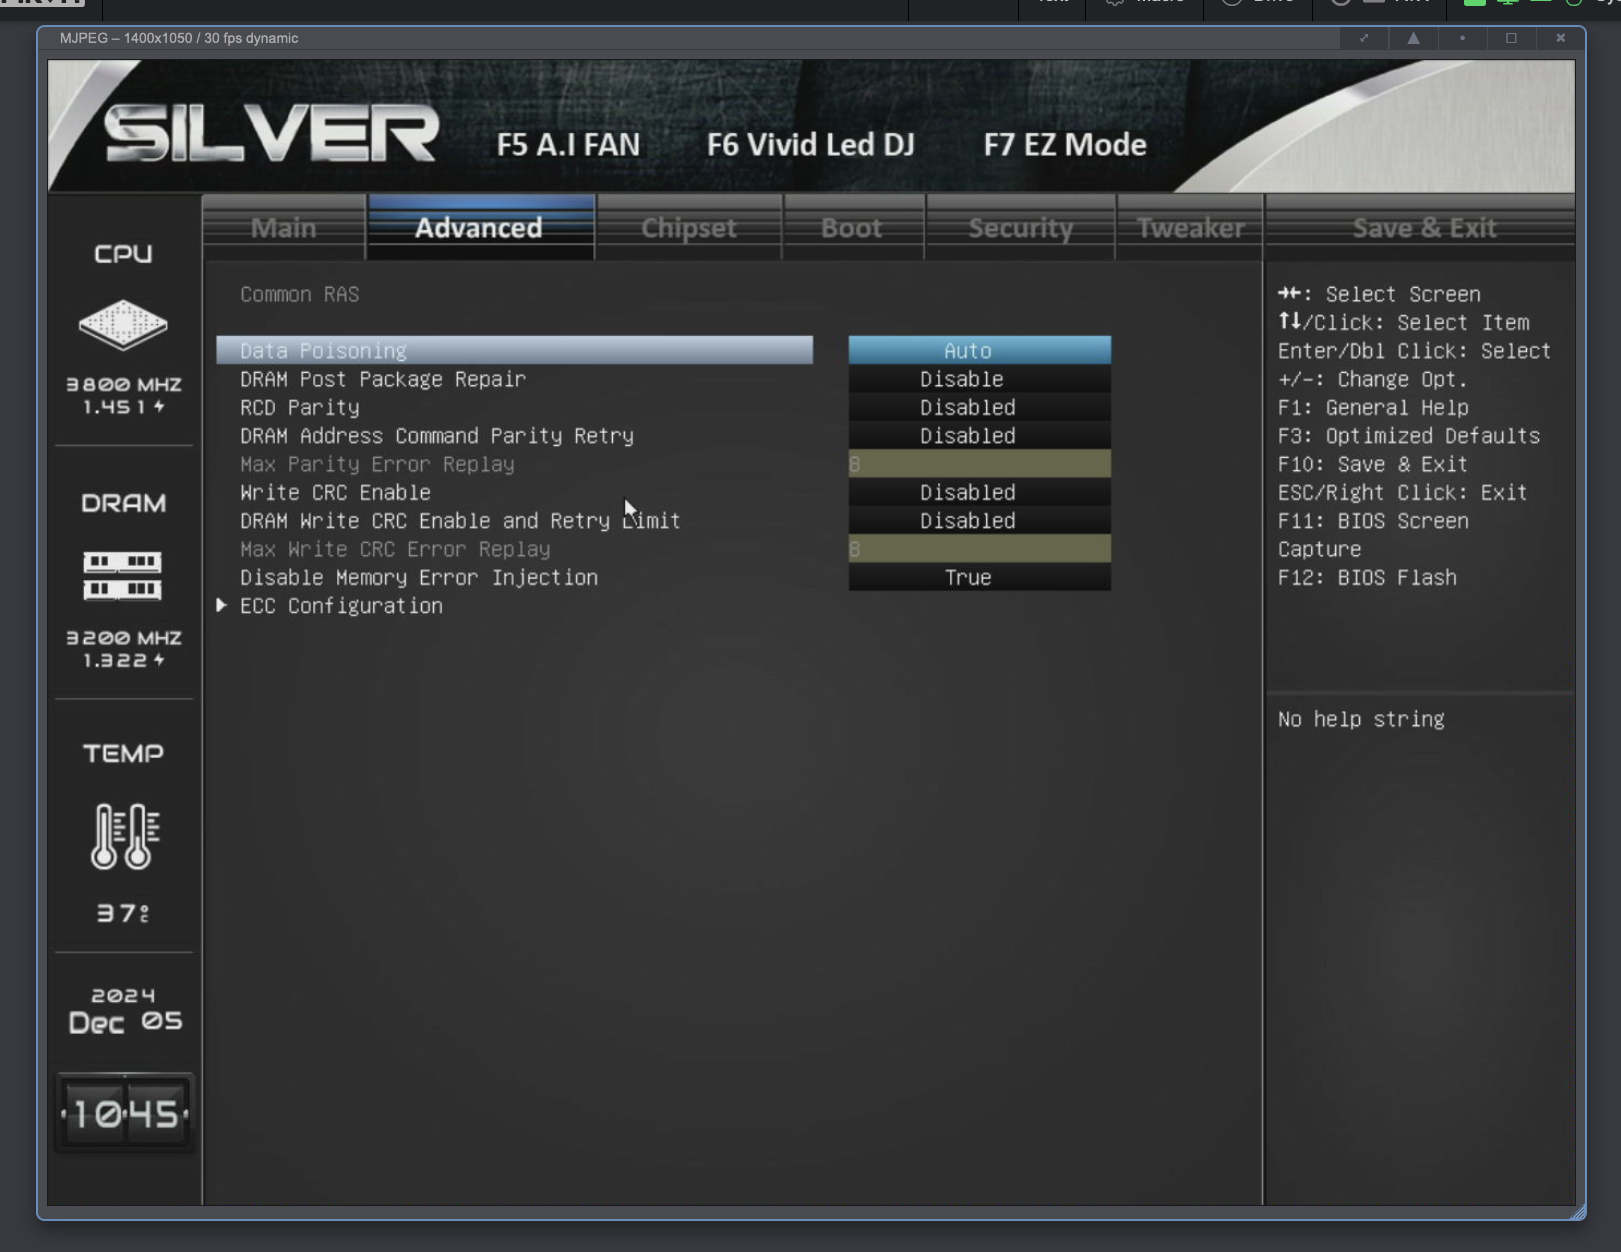 MJPEG – 1400x1050 / 30 fps dynamic
SILVER
F5 A.I FAN
F6 Vivid Led DJ
F7 EZ Mode
Main
Advanced
Chipset
Boot
Security
Tweaker
Save & Exit
CPU
3800 MHZ
1.451
DRAM
3200 MHZ
1.322
TEMP
37°C
2024
Dec 05
10:45
Common RAS
Data Poisoning Auto
DRAM Post Package Repair Disable
RCD Parity Disabled
DRAM Address Command Parity Retry Disabled
Max Parity Error Replay 8
Write CRC Enable Disabled
DRAM Write CRC Enable and Retry Limit Disabled
Max Write CRC Error Replay 8
Disable Memory Error Injection True
ECC Configuration
→←: Select Screen
↑↓/Click: Select Item
Enter/Dbl Click: Select
+/-: Change Opt.
F1: General Help
F3: Optimized Defaults
F10: Save & Exit
ESC/Right Click: Exit
F11: BIOS Screen
Capture
F12: BIOS Flash
No help string